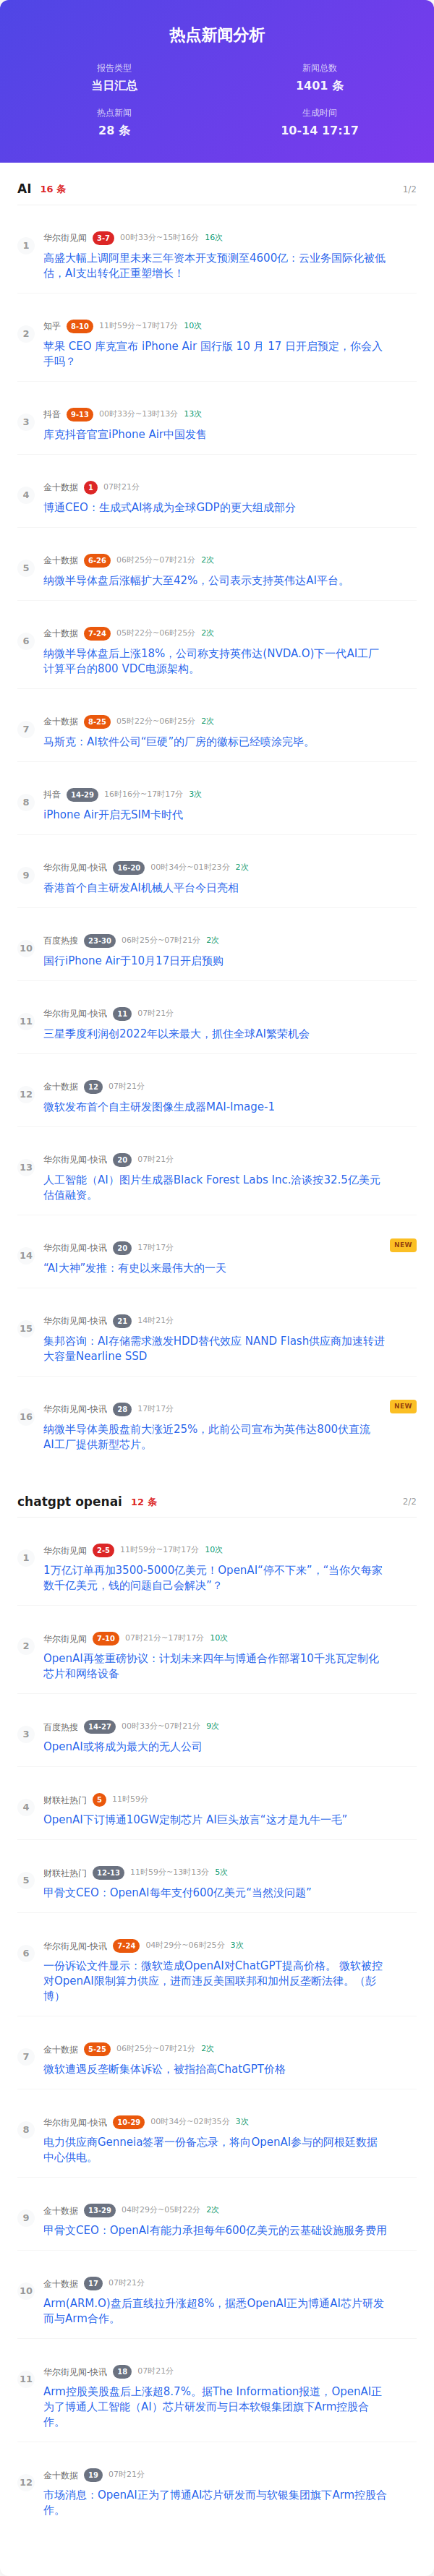 热点新闻分析
报告类型
新闻总数
当日汇总
1401 条
热点新闻
生成时间
28 条
10-14 17:17
AI 16 条 1/2
1
华尔街见闻 3-7 00时33分~15时16分 16次
高盛大幅上调阿里未来三年资本开支预测至4600亿：云业务国际化被低
估，AI支出转化正重塑增长！
2
知乎 8-10 11时59分~17时17分 10次
苹果 CEO 库克宣布 iPhone Air 国行版 10 月 17 日开启预定，你会入
手吗？
3
抖音 9-13 00时33分~13时13分 13次
库克抖音官宣iPhone Air中国发售
4
金十数据 1 07时21分
博通CEO：生成式AI将成为全球GDP的更大组成部分
5
金十数据 6-26 06时25分~07时21分 2次
纳微半导体盘后涨幅扩大至42%，公司表示支持英伟达AI平台。
6
金十数据 7-24 05时22分~06时25分 2次
纳微半导体盘后上涨18%，公司称支持英伟达(NVDA.O)下一代AI工厂
计算平台的800 VDC电源架构。
7
金十数据 8-25 05时22分~06时25分 2次
马斯克：AI软件公司“巨硬”的厂房的徽标已经喷涂完毕。
8
抖音 14-29 16时16分~17时17分 3次
iPhone Air开启无SIM卡时代
9
华尔街见闻-快讯 16-20 00时34分~01时23分 2次
香港首个自主研发AI机械人平台今日亮相
10
百度热搜 23-30 06时25分~07时21分 2次
国行iPhone Air于10月17日开启预购
11
华尔街见闻-快讯 11 07时21分
三星季度利润创2022年以来最大，抓住全球AI繁荣机会
12
金十数据 12 07时21分
微软发布首个自主研发图像生成器MAI-Image-1
13
华尔街见闻-快讯 20 07时21分
人工智能（AI）图片生成器Black Forest Labs Inc.洽谈按32.5亿美元
估值融资。
14
华尔街见闻-快讯 20 17时17分 NEW
“AI大神”发推：有史以来最伟大的一天
15
华尔街见闻-快讯 21 14时21分
集邦咨询：AI存储需求激发HDD替代效应 NAND Flash供应商加速转进
大容量Nearline SSD
16
华尔街见闻-快讯 28 17时17分 NEW
纳微半导体美股盘前大涨近25%，此前公司宣布为英伟达800伏直流
AI工厂提供新型芯片。
chatgpt openai 12 条 2/2
1
华尔街见闻 2-5 11时59分~17时17分 10次
1万亿订单再加3500-5000亿美元！OpenAI“停不下来”，“当你欠每家
数千亿美元，钱的问题自己会解决”？
2
华尔街见闻 7-10 07时21分~17时17分 10次
OpenAI再签重磅协议：计划未来四年与博通合作部署10千兆瓦定制化
芯片和网络设备
3
百度热搜 14-27 00时33分~07时21分 9次
OpenAI或将成为最大的无人公司
4
财联社热门 5 11时59分
OpenAI下订博通10GW定制芯片 AI巨头放言“这才是九牛一毛”
5
财联社热门 12-13 11时59分~13时13分 5次
甲骨文CEO：OpenAI每年支付600亿美元“当然没问题”
6
华尔街见闻-快讯 7-24 04时29分~06时25分 3次
一份诉讼文件显示：微软造成OpenAI对ChatGPT提高价格。 微软被控
对OpenAI限制算力供应，进而违反美国联邦和加州反垄断法律。（彭
博）
7
金十数据 5-25 06时25分~07时21分 2次
微软遭遇反垄断集体诉讼，被指抬高ChatGPT价格
8
华尔街见闻-快讯 10-29 00时34分~02时35分 3次
电力供应商Genneia签署一份备忘录，将向OpenAI参与的阿根廷数据
中心供电。
9
金十数据 13-29 04时29分~05时22分 2次
甲骨文CEO：OpenAI有能力承担每年600亿美元的云基础设施服务费用
10
金十数据 17 07时21分
Arm(ARM.O)盘后直线拉升涨超8%，据悉OpenAI正为博通AI芯片研发
而与Arm合作。
11
华尔街见闻-快讯 18 07时21分
Arm控股美股盘后上涨超8.7%。据The Information报道，OpenAI正
为了博通人工智能（AI）芯片研发而与日本软银集团旗下Arm控股合
作。
12
金十数据 19 07时21分
市场消息：OpenAI正为了博通AI芯片研发而与软银集团旗下Arm控股合
作。